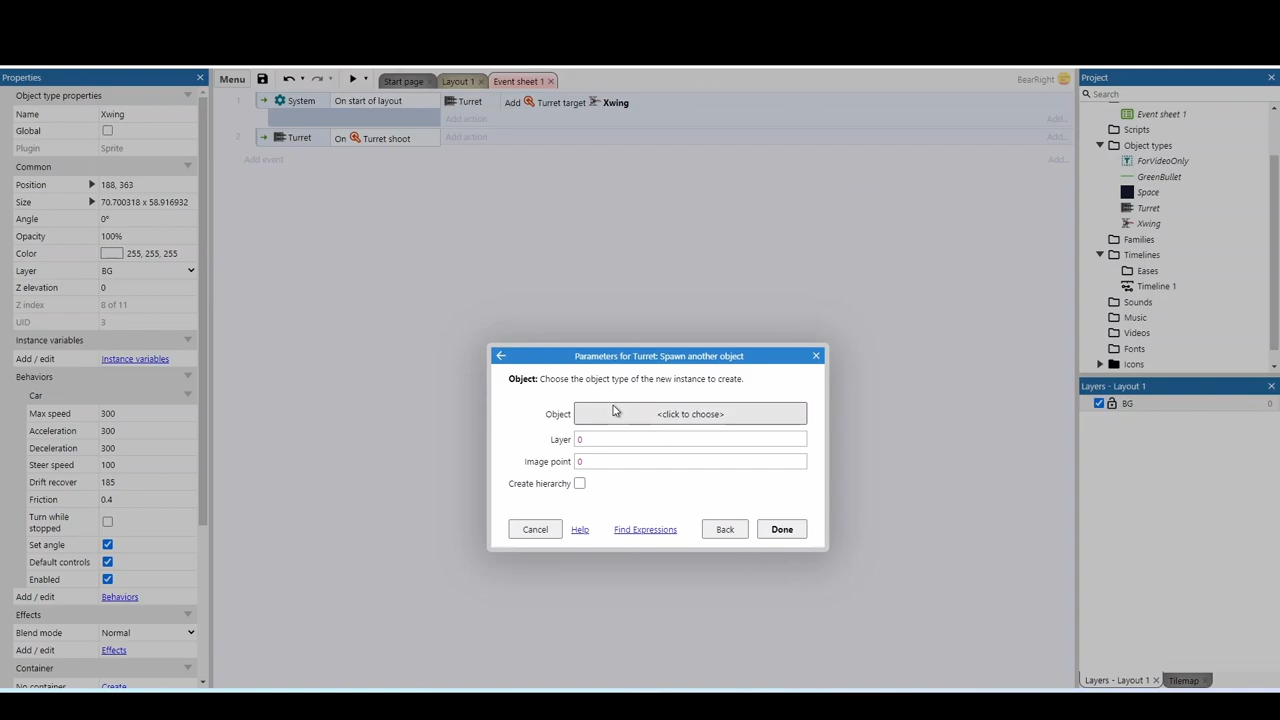 Properties
Menu
Start page
Layout 1
Event sheet 1
BearRight
Project
Object type properties
Name Xwing
Global
Plugin Sprite
Common
Position 188, 363
Size 70.700318 x 58.916932
Angle 0°
Opacity 100%
Color 255, 255, 255
Layer BG
Z elevation 0
Z index 8 of 11
UID 3
Instance variables
Add / edit Instance variables
Behaviors
Car
Max speed 300
Acceleration 300
Deceleration 300
Steer speed 100
Drift recover 185
Friction 0.4
Turn while
stopped
Set angle
Default controls
Enabled
Add / edit Behaviors
Effects
Blend mode Normal
Add / edit Effects
Container
No container Create
1 System On start of layout Turret Add Turret target Xwing
Add action Add...
2 Turret On Turret shoot Add action Add...
Add event Add...
Parameters for Turret: Spawn another object
Object: Choose the object type of the new instance to create.
Object <click to choose>
Layer 0
Image point 0
Create hierarchy
Cancel Help Find Expressions Back Done
Search
Event sheet 1
Scripts
Object types
ForVideoOnly
GreenBullet
Space
Turret
Xwing
Families
Timelines
Eases
Timeline 1
Sounds
Music
Videos
Fonts
Icons
Layers - Layout 1
BG 0
Layers - Layout 1 Tilemap